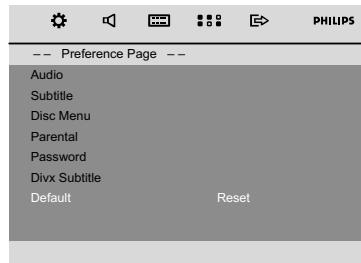 PHILIPS
-- Preference Page --
Audio
Subtitle
Disc Menu
Parental
Password
Divx Subtitle
Default Reset